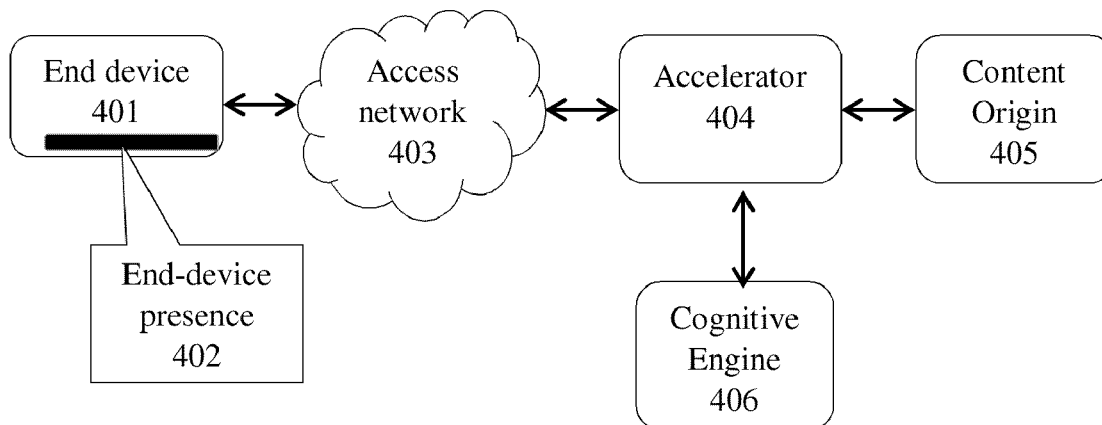 End device
401
Access
network
403
Accelerator
404
Content
Origin
405
End-device
presence
402
Cognitive
Engine
406